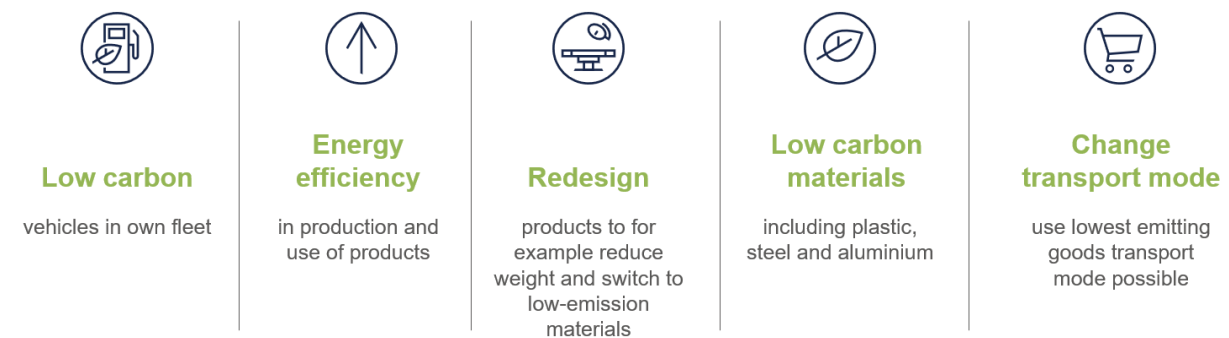 Low carbon
vehicles in own fleet
Energy
efficiency
in production and
use of products
Redesign
products to for
example reduce
weight and switch to
low-emission
materials
Low carbon
materials
including plastic,
steel and aluminium
Change
transport mode
use lowest emitting
goods transport
mode possible